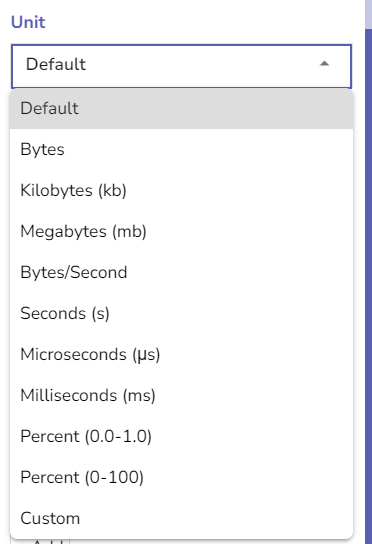 Unit
Default
Default
Bytes
Kilobytes (kb)
Megabytes (mb)
Bytes/Second
Seconds (s)
Microseconds (μs)
Milliseconds (ms)
Percent (0.0-1.0)
Percent (0-100)
Custom